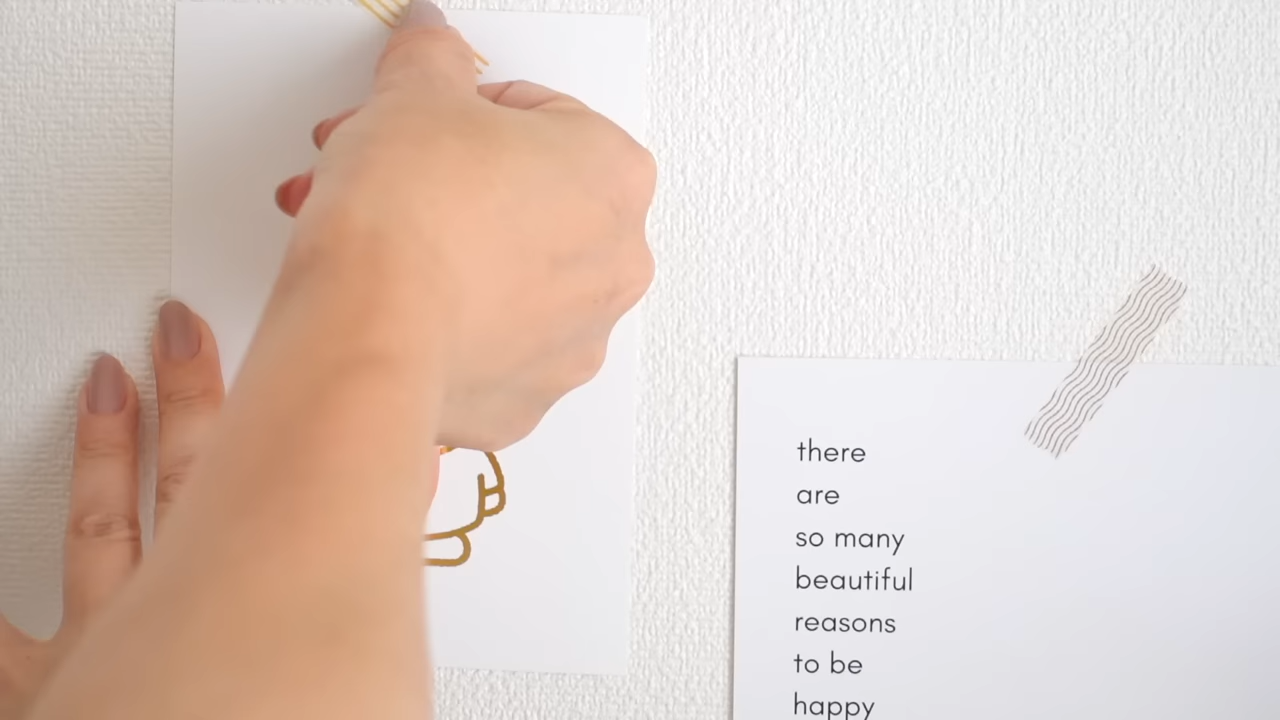 there
are
so many
beautiful
reasons
to be
happy